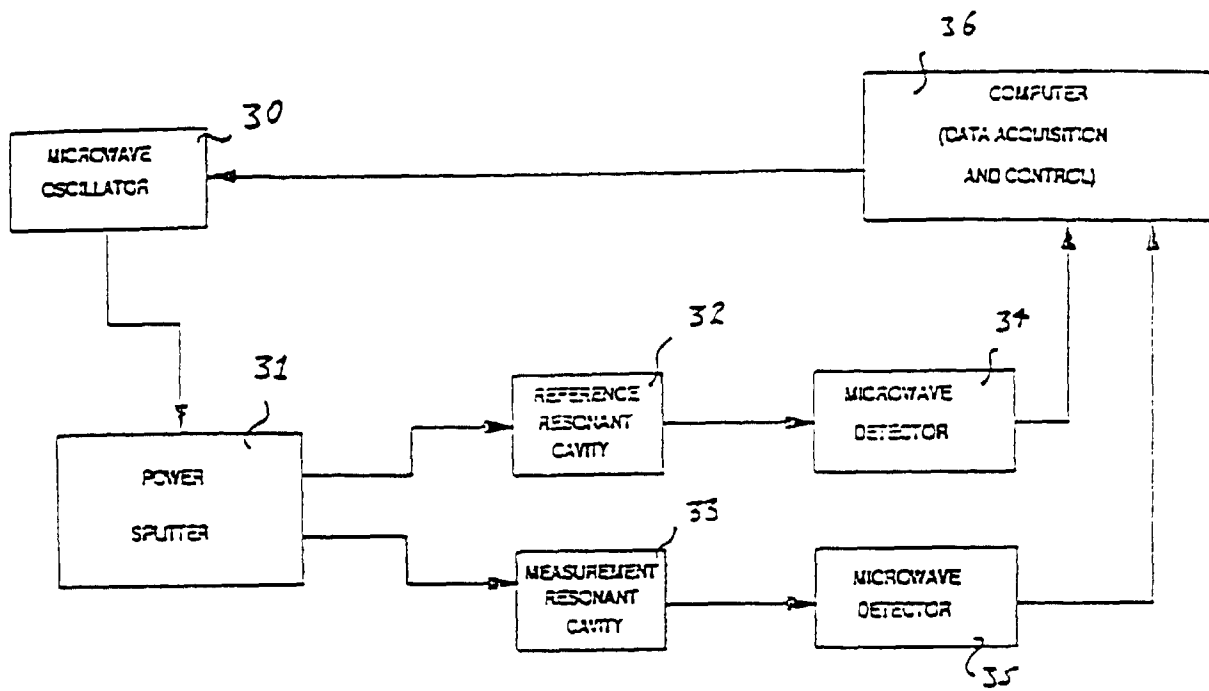 36
COMPUTER
(DATA ACQUISITION
AND CONTROL)
30
MICROWAVE
OSCILLATOR
31
POWER
SPLITTER
32
REFERENCE
RESONANT
CAVITY
34
MICROWAVE
DETECTOR
33
MEASUREMENT
RESONANT
CAVITY
MICROWAVE
DETECTOR
35